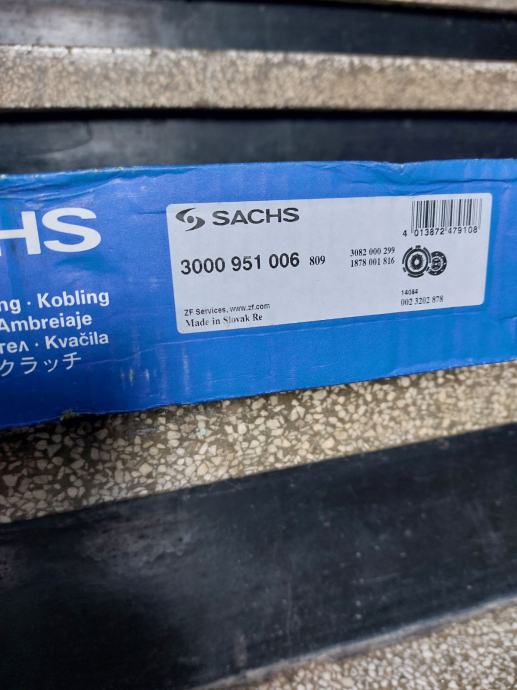 HS
ng · Kobling
Ambreiaje
тел · Kvačila
クラッチ
SACHS
3000 951 006 809
3082 000 299
1878 001 816
ZF Services, www.zf.com
Made in Slovak Re
4 013872 479108
14084
002 3202 878